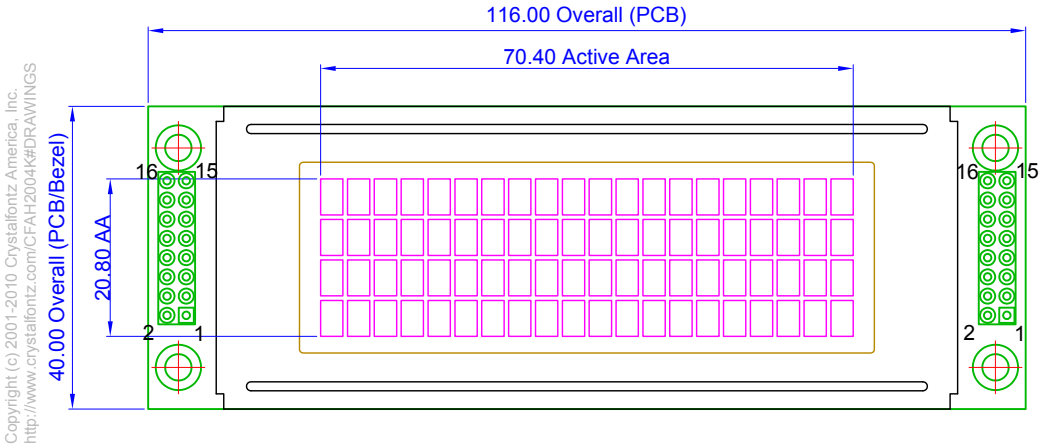 116.00 Overall (PCB)
70.40 Active Area
Copyright (c) 2001-2010 Crystalfontz America, Inc.
http://www.crystalfontz.com/CFAH2004K#DRAWINGS
40.00 Overall (PCB/Bezel)
20.80 AA
16 15
2 1
16 15
2 1